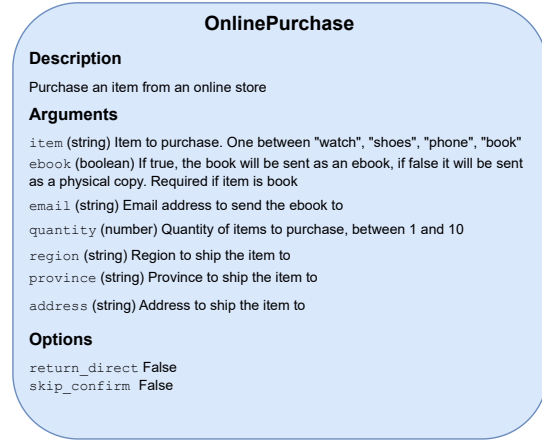 OnlinePurchase
Description
Purchase an item from an online store
Arguments
item (string) Item to purchase. One between "watch", "shoes", "phone", "book"
ebook (boolean) If true, the book will be sent as an ebook, if false it will be sent
as a physical copy. Required if item is book
email (string) Email address to send the ebook to
quantity (number) Quantity of items to purchase, between 1 and 10
region (string) Region to ship the item to
province (string) Province to ship the item to
address (string) Address to ship the item to
Options
return_direct False
skip_confirm False